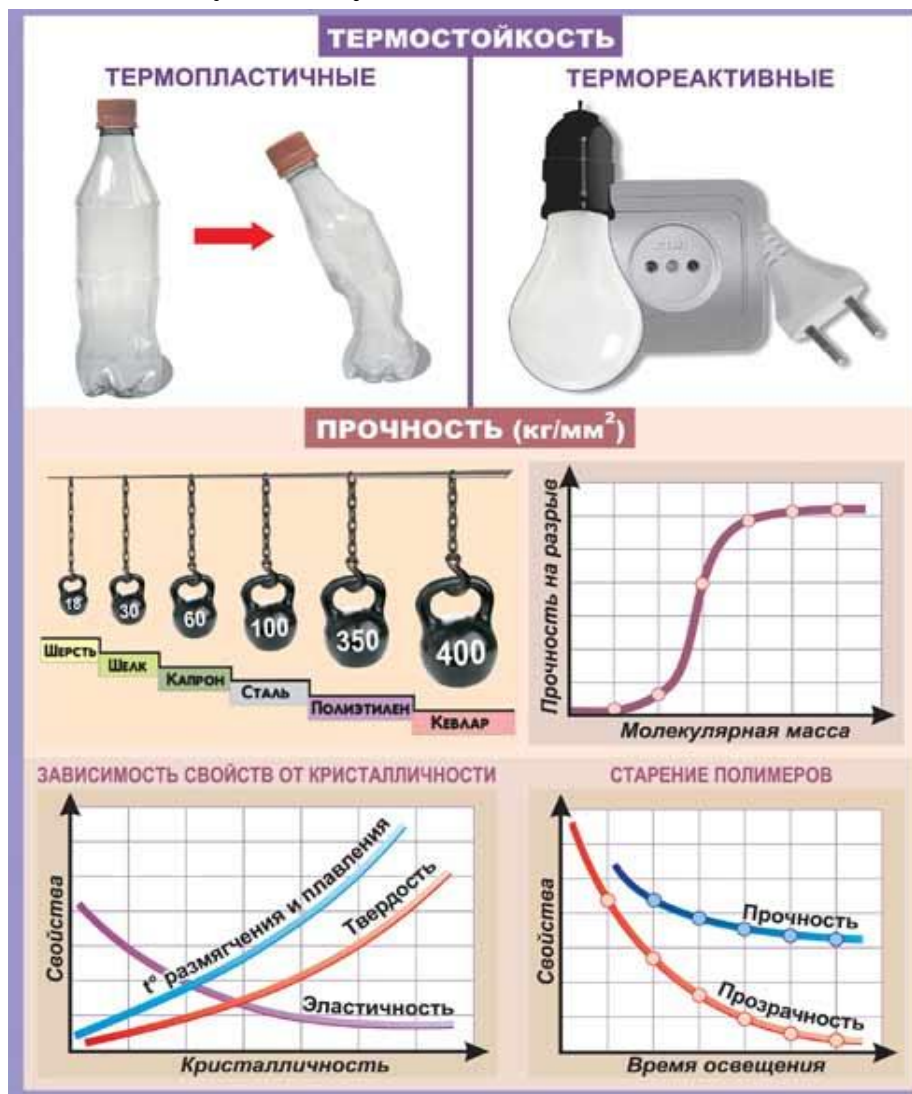 ТЕРМОСТОЙКОСТЬ
ТЕРМОПЛАСТИЧНЫЕ
ТЕРМОРЕАКТИВНЫЕ
ПРОЧНОСТЬ (кг/мм²)
18
30
60
100
350
400
Шерсть
Шелк
Капрон
Сталь
Полиэтилен
Кевлар
Прочность на разрыв
Молекулярная масса
ЗАВИСИМОСТЬ СВОЙСТВ ОТ КРИСТАЛЛИЧНОСТИ
Свойства
t° размягчения и плавления
Твердость
Эластичность
Кристалличность
СТАРЕНИЕ ПОЛИМЕРОВ
Свойства
Прочность
Прозрачность
Время освещения